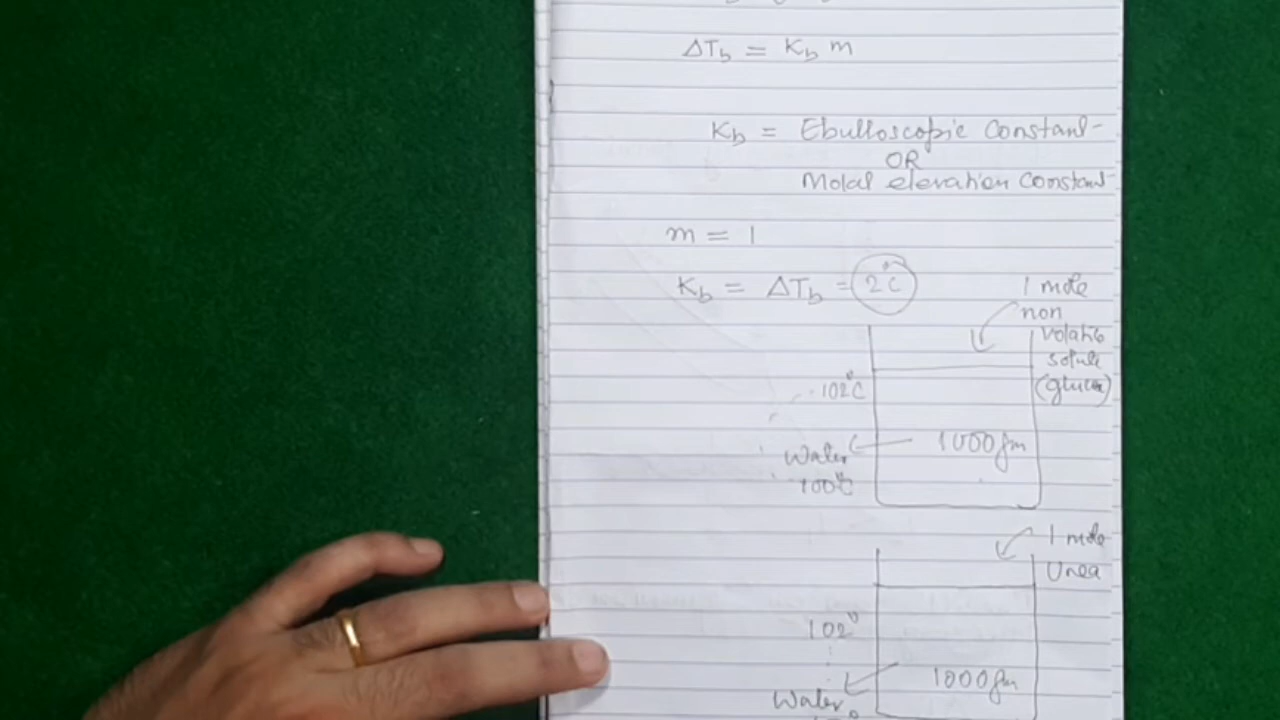 ΔTb = Kb m
Kb = Ebulloscopic Constant
OR
Molal elevation Constant
m = 1
Kb = ΔTb = 2°C
1 mole
non
volatile
solute
(glucose)
102°C
1000 gm
Water
100°C
1 mole
Urea
102°
1000 gm
Water